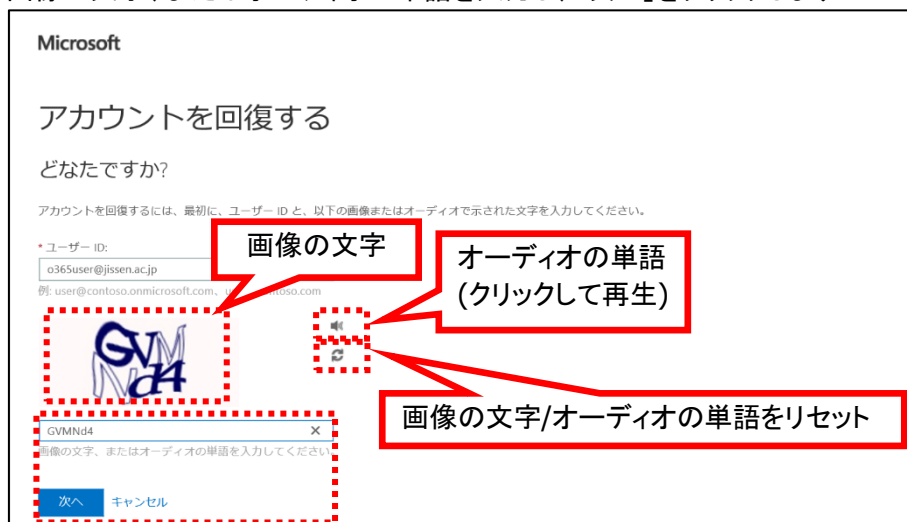 Microsoft
アカウントを回復する
どなたですか?
アカウントを回復するには、最初に、ユーザー ID と、以下の画像またはオーディオで示された文字を入力してください。
* ユーザー ID:
画像の文字
オーディオの単語
(クリックして再生)
o365user@jissen.ac.jp
例: user@contoso.onmicrosoft.com、
GVM
Nd4
画像の文字/オーディオの単語をリセット
GVMNd4
画像の文字、またはオーディオの単語を入力してください
次へ キャンセル